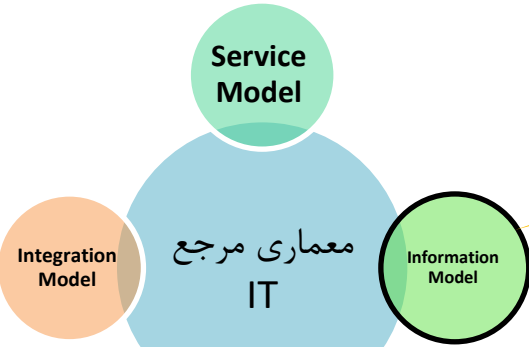 Service
Model
Integration
Model
معماری مرجع
IT
Information
Model